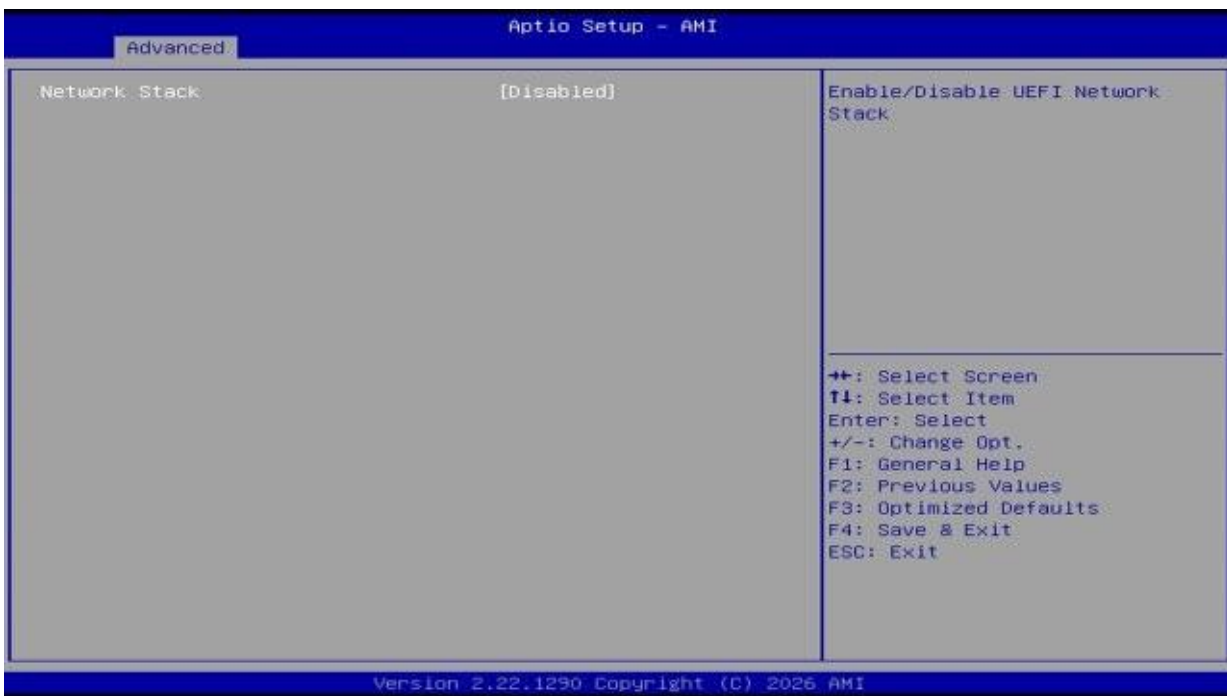 Aptio Setup - AMI
Advanced
Network Stack [Disabled]
Enable/Disable UEFI Network
Stack
→←: Select Screen
↑↓: Select Item
Enter: Select
+/-: Change Opt.
F1: General Help
F2: Previous Values
F3: Optimized Defaults
F4: Save & Exit
ESC: Exit
Version 2.22.1290 Copyright (C) 2026 AMI